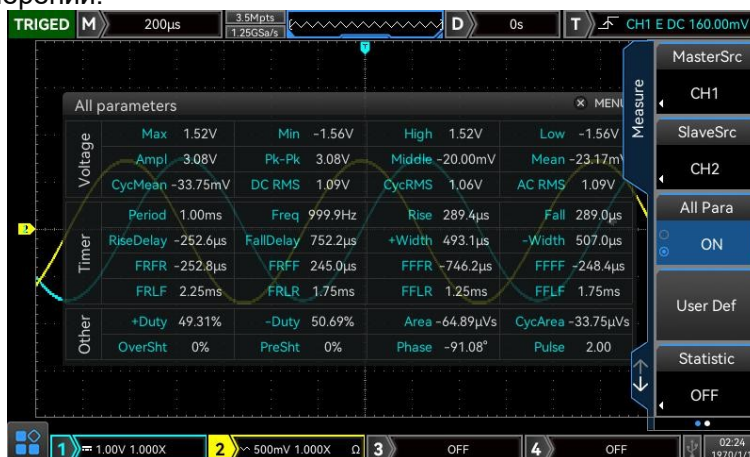 орений.
TRIGED M 200µs 3.5Mpts 1.25GSa/s D 0s T CH1 E DC 160.00mV
T
All parameters × MENU
Voltage
Max 1.52V Min -1.56V High 1.52V Low -1.56V
Ampl 3.08V Pk-Pk 3.08V Middle -20.00mV Mean -23.17mV
CycMean -33.75mV DC RMS 1.09V CycRMS 1.06V AC RMS 1.09V
Timer
Period 1.00ms Freq 999.9Hz Rise 289.4µs Fall 289.0µs
RiseDelay -252.6µs FallDelay 752.2µs +Width 493.1µs -Width 507.0µs
FRFR -252.8µs FRFF 245.0µs FFFR -746.2µs FFFF -248.4µs
FRLF 2.25ms FRLR 1.75ms FFLR 1.25ms FFLF 1.75ms
Other
+Duty 49.31% -Duty 50.69% Area -64.89µVs CycArea -33.75µVs
OverSht 0% PreSht 0% Phase -91.08° Pulse 2.00
2
Measure
MasterSrc
CH1
SlaveSrc
CH2
All Para
ON
User Def
Statistic
OFF
1 1.00V 1.000X 2 500mV 1.000X Ω 3 OFF 4 OFF 02:24